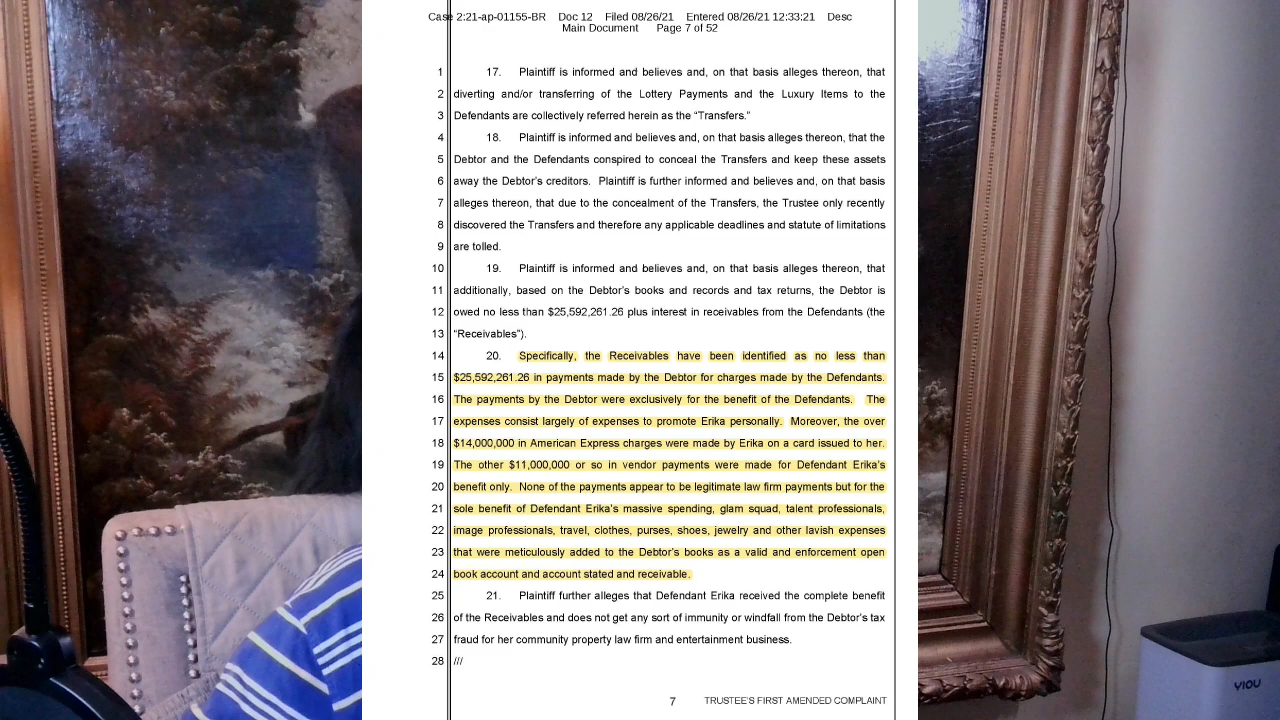 Case 2:21-ap-01155-BR Doc 12 Filed 08/26/21 Entered 08/26/21 12:33:21 Desc
Main Document Page 7 of 52
1 17. Plaintiff is informed and believes and, on that basis alleges thereon, that
2 diverting and/or transferring of the Lottery Payments and the Luxury Items to the
3 Defendants are collectively referred herein as the “Transfers.”
4 18. Plaintiff is informed and believes and, on that basis alleges thereon, that the
5 Debtor and the Defendants conspired to conceal the Transfers and keep these assets
6 away the Debtor’s creditors. Plaintiff is further informed and believes and, on that basis
7 alleges thereon, that due to the concealment of the Transfers, the Trustee only recently
8 discovered the Transfers and therefore any applicable deadlines and statute of limitations
9 are tolled.
10 19. Plaintiff is informed and believes and, on that basis alleges thereon, that
11 additionally, based on the Debtor’s books and records and tax returns, the Debtor is
12 owed no less than $25,592,261.26 plus interest in receivables from the Defendants (the
13 “Receivables”).
14 20. Specifically, the Receivables have been identified as no less than
15 $25,592,261.26 in payments made by the Debtor for charges made by the Defendants.
16 The payments by the Debtor were exclusively for the benefit of the Defendants. The
17 expenses consist largely of expenses to promote Erika personally. Moreover, the over
18 $14,000,000 in American Express charges were made by Erika on a card issued to her.
19 The other $11,000,000 or so in vendor payments were made for Defendant Erika’s
20 benefit only. None of the payments appear to be legitimate law firm payments but for the
21 sole benefit of Defendant Erika’s massive spending, glam squad, talent professionals,
22 image professionals, travel, clothes, purses, shoes, jewelry and other lavish expenses
23 that were meticulously added to the Debtor’s books as a valid and enforcement open
24 book account and account stated and receivable.
25 21. Plaintiff further alleges that Defendant Erika received the complete benefit
26 of the Receivables and does not get any sort of immunity or windfall from the Debtor’s tax
27 fraud for her community property law firm and entertainment business.
28 ///
7 TRUSTEE’S FIRST AMENDED COMPLAINT
YIOU